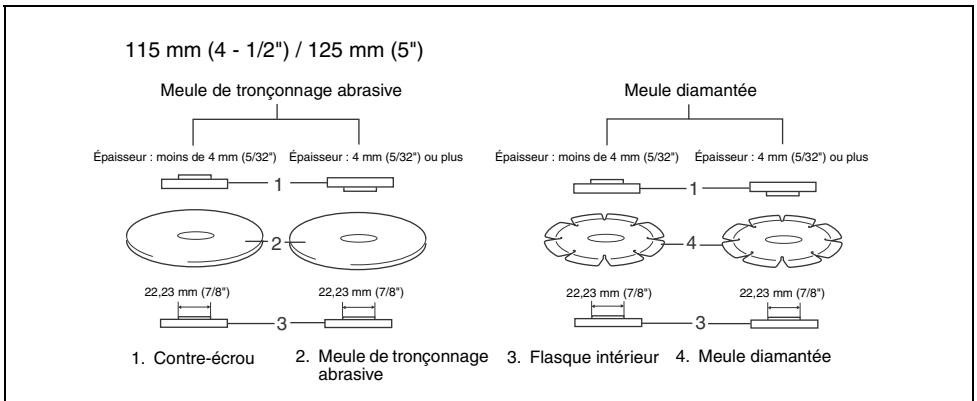 115 mm (4 - 1/2") / 125 mm (5")
Meule de tronçonnage abrasive
Meule diamantée
Épaisseur : moins de 4 mm (5/32")
Épaisseur : 4 mm (5/32") ou plus
Épaisseur : moins de 4 mm (5/32")
Épaisseur : 4 mm (5/32") ou plus
1
1
2
4
22,23 mm (7/8")
22,23 mm (7/8")
22,23 mm (7/8")
22,23 mm (7/8")
3
3
1. Contre-écrou
2. Meule de tronçonnage
abrasive
3. Flasque intérieur
4. Meule diamantée